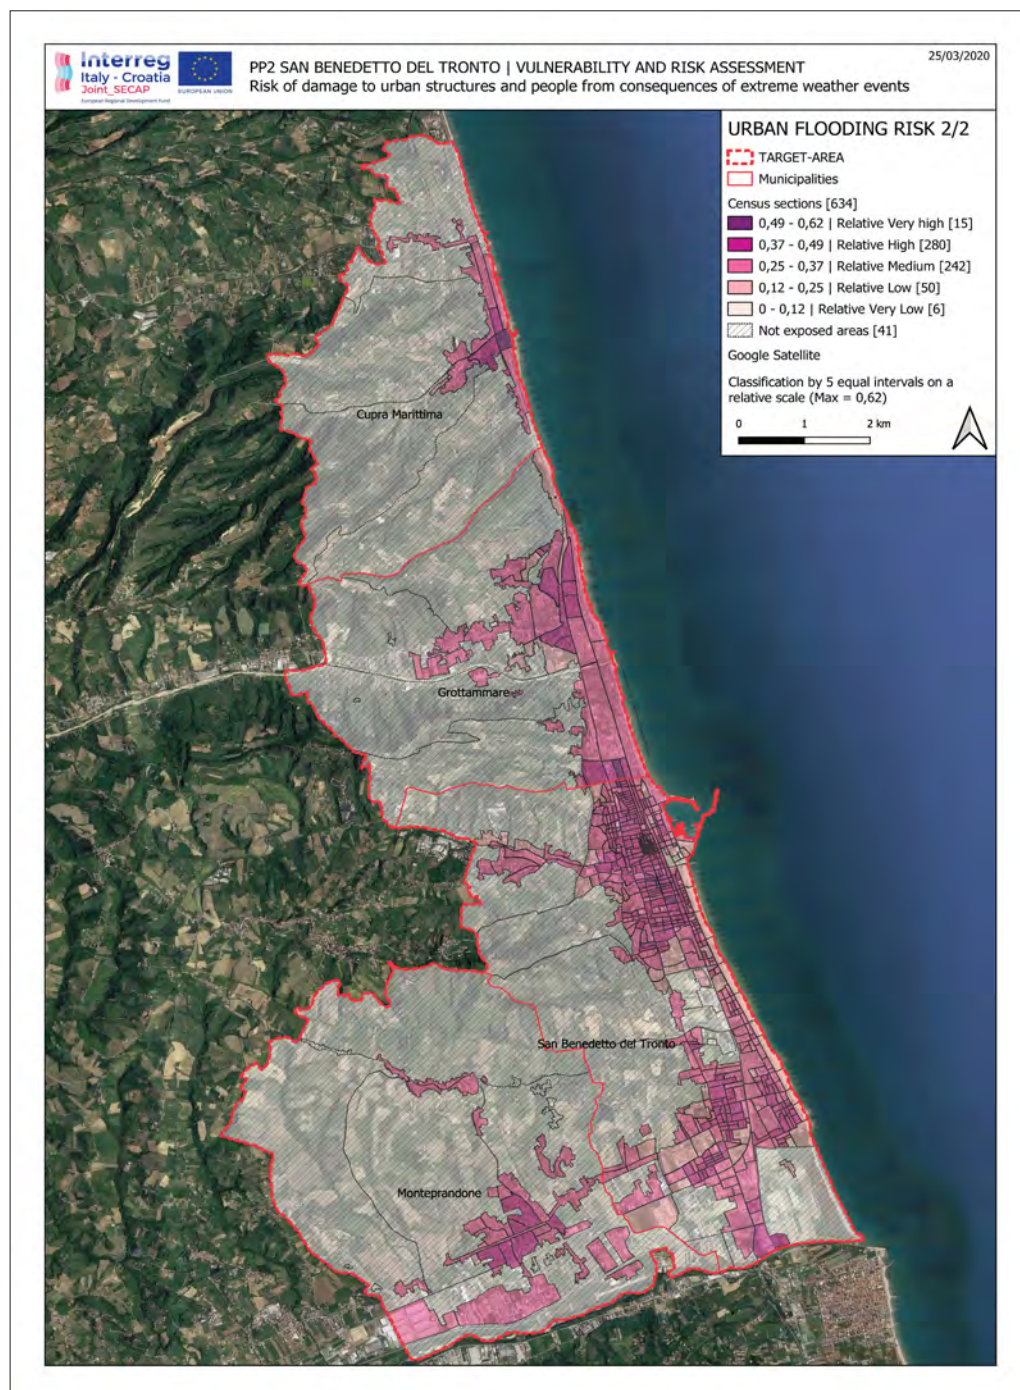 Interreg
Italy - Croatia
Joint_SECAP
European Regional Development Fund
EUROPEAN UNION
PP2 SAN BENEDETTO DEL TRONTO | VULNERABILITY AND RISK ASSESSMENT
Risk of damage to urban structures and people from consequences of extreme weather events
25/03/2020
URBAN FLOODING RISK 2/2
TARGET-AREA
Municipalities
Census sections [634]
0,49 - 0,62 | Relative Very high [15]
0,37 - 0,49 | Relative High [280]
0,25 - 0,37 | Relative Medium [242]
0,12 - 0,25 | Relative Low [50]
0 - 0,12 | Relative Very Low [6]
Not exposed areas [41]
Google Satellite
Classification by 5 equal intervals on a
relative scale (Max = 0,62)
0 1 2 km
Cupra Marittima
Grottammare
San Benedetto del Tronto
Monteprandone